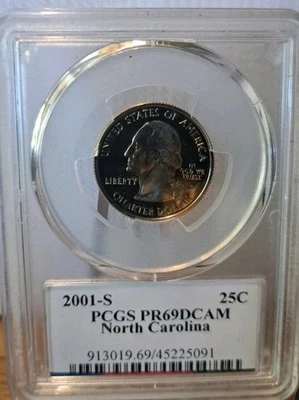 UNITED STATES OF AMERICA
LIBERTY
IN
GOD WE
TRUST
QUARTER DOLLAR
2001-S 25C
PCGS PR69DCAM
North Carolina
913019.69/45225091